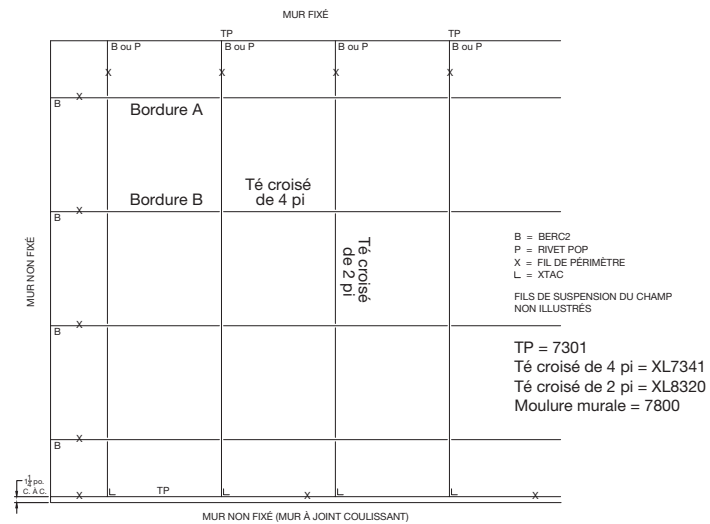 MUR FIXÉ
TP
TP
B ou P
B ou P
B ou P
B ou P
X
X
X
X
B
X
Bordure A
Té croisé
de 4 pi
Bordure B
X
B
MUR NON FIXÉ
Té croisé
de 2 pi
B = BERC2
P = RIVET POP
X = FIL DE PÉRIMÈTRE
L = XTAC
FILS DE SUSPENSION DU CHAMP
NON ILLUSTRÉS
X
B
TP = 7301
Té croisé de 4 pi = XL7341
Té croisé de 2 pi = XL8320
Moulure murale = 7800
X
B
1 1/4 po.
C. À C.
X
L
TP
L
X
L
L
X
MUR NON FIXÉ (MUR À JOINT COULISSANT)